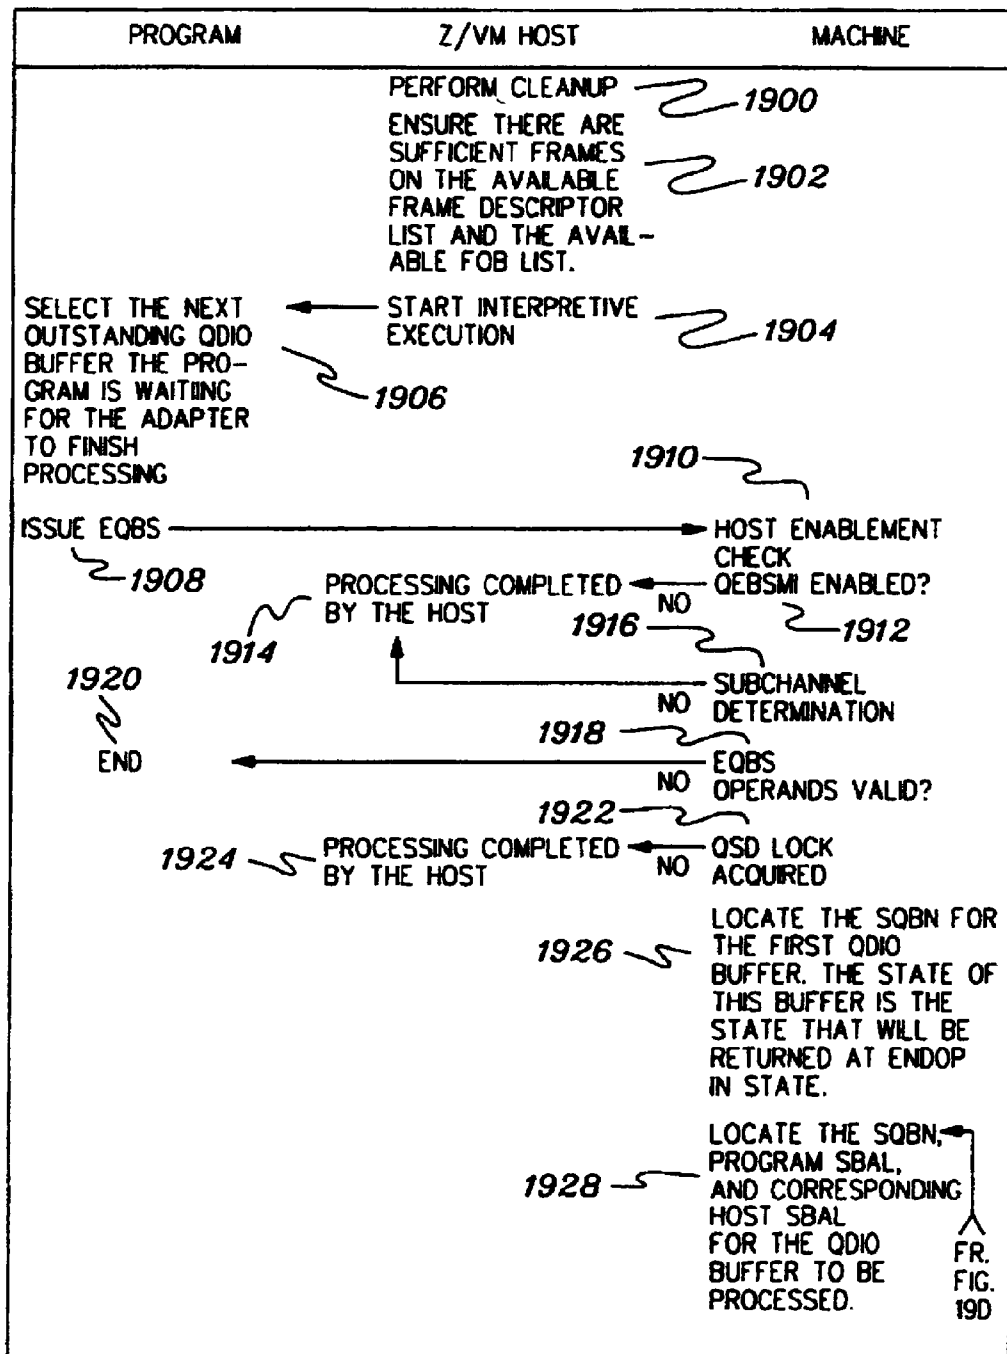 PROGRAM Z/VM HOST MACHINE
PERFORM CLEANUP 1900
ENSURE THERE ARE
SUFFICIENT FRAMES
ON THE AVAILABLE 1902
FRAME DESCRIPTOR
LIST AND THE AVAIL-
ABLE FOB LIST.
SELECT THE NEXT
OUTSTANDING QDIO
BUFFER THE PRO-
GRAM IS WAITING
FOR THE ADAPTER
TO FINISH
PROCESSING
1906
START INTERPRETIVE
EXECUTION
1904
1910
ISSUE EQBS
1908
HOST ENABLEMENT
CHECK
QEBSMI ENABLED?
1912
NO
PROCESSING COMPLETED
BY THE HOST
1914
1916
SUBCHANNEL
DETERMINATION
NO
1920
END
1918
EQBS
OPERANDS VALID?
NO
1922
QSD LOCK
ACQUIRED
NO
PROCESSING COMPLETED
BY THE HOST
1924
1926
LOCATE THE SQBN FOR
THE FIRST QDIO
BUFFER. THE STATE OF
THIS BUFFER IS THE
STATE THAT WILL BE
RETURNED AT ENDOP
IN STATE.
1928
LOCATE THE SQBN,
PROGRAM SBAL,
AND CORRESPONDING
HOST SBAL
FOR THE QDIO
BUFFER TO BE
PROCESSED.
FR.
FIG.
19D